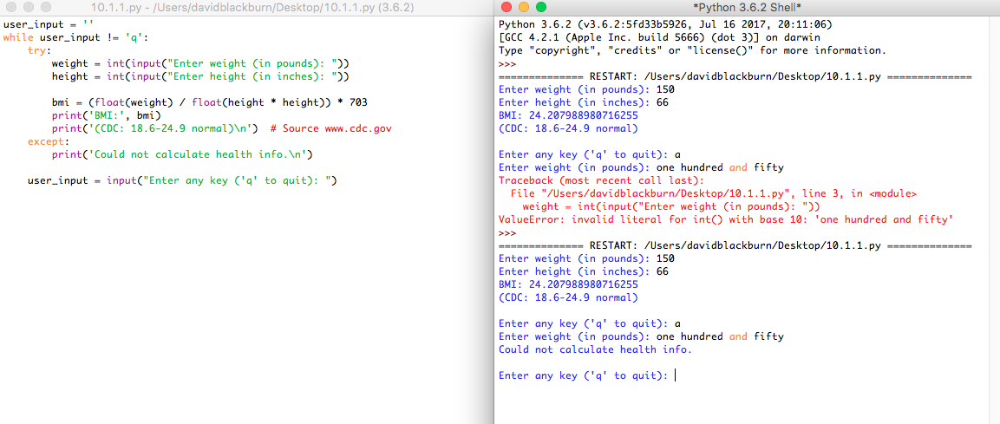 10.1.1.py - /Users/davidblackburn/Desktop/10.1.1.py (3.6.2)
user_input = ''
while user_input != 'q':
    try:
        weight = int(input("Enter weight (in pounds): "))
        height = int(input("Enter height (in inches): "))

        bmi = (float(weight) / float(height * height)) * 703
        print('BMI:', bmi)
        print('(CDC: 18.6-24.9 normal)\n')  # Source www.cdc.gov
    except:
        print('Could not calculate health info.\n')

    user_input = input("Enter any key ('q' to quit): ")
*Python 3.6.2 Shell*
Python 3.6.2 (v3.6.2:5fd33b5926, Jul 16 2017, 20:11:06)
[GCC 4.2.1 (Apple Inc. build 5666) (dot 3)] on darwin
Type "copyright", "credits" or "license()" for more information.
>>>
============== RESTART: /Users/davidblackburn/Desktop/10.1.1.py ==============
Enter weight (in pounds): 150
Enter height (in inches): 66
BMI: 24.207988980716255
(CDC: 18.6-24.9 normal)

Enter any key ('q' to quit): a
Enter weight (in pounds): one hundred and fifty
Traceback (most recent call last):
  File "/Users/davidblackburn/Desktop/10.1.1.py", line 3, in <module>
    weight = int(input("Enter weight (in pounds): "))
ValueError: invalid literal for int() with base 10: 'one hundred and fifty'
>>>
============== RESTART: /Users/davidblackburn/Desktop/10.1.1.py ==============
Enter weight (in pounds): 150
Enter height (in inches): 66
BMI: 24.207988980716255
(CDC: 18.6-24.9 normal)

Enter any key ('q' to quit): a
Enter weight (in pounds): one hundred and fifty
Could not calculate health info.

Enter any key ('q' to quit):